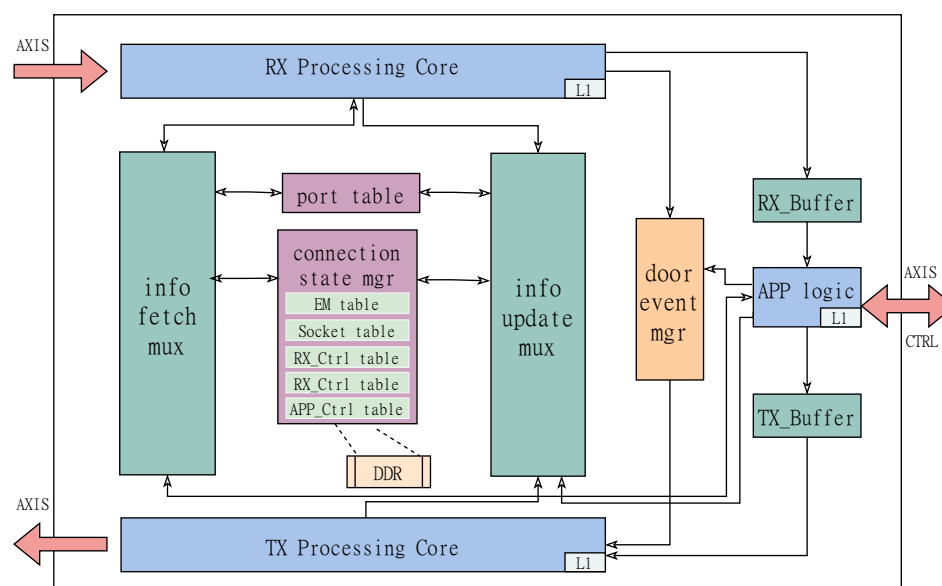 AXIS
RX Processing Core
L1
port table
RX_Buffer
connection
state mgr
EM table
Socket table
RX_Ctrl table
RX_Ctrl table
APP_Ctrl table
info
fetch
mux
info
update
mux
door
event
mgr
APP logic
L1
AXIS
CTRL
TX_Buffer
DDR
AXIS
TX Processing Core
L1